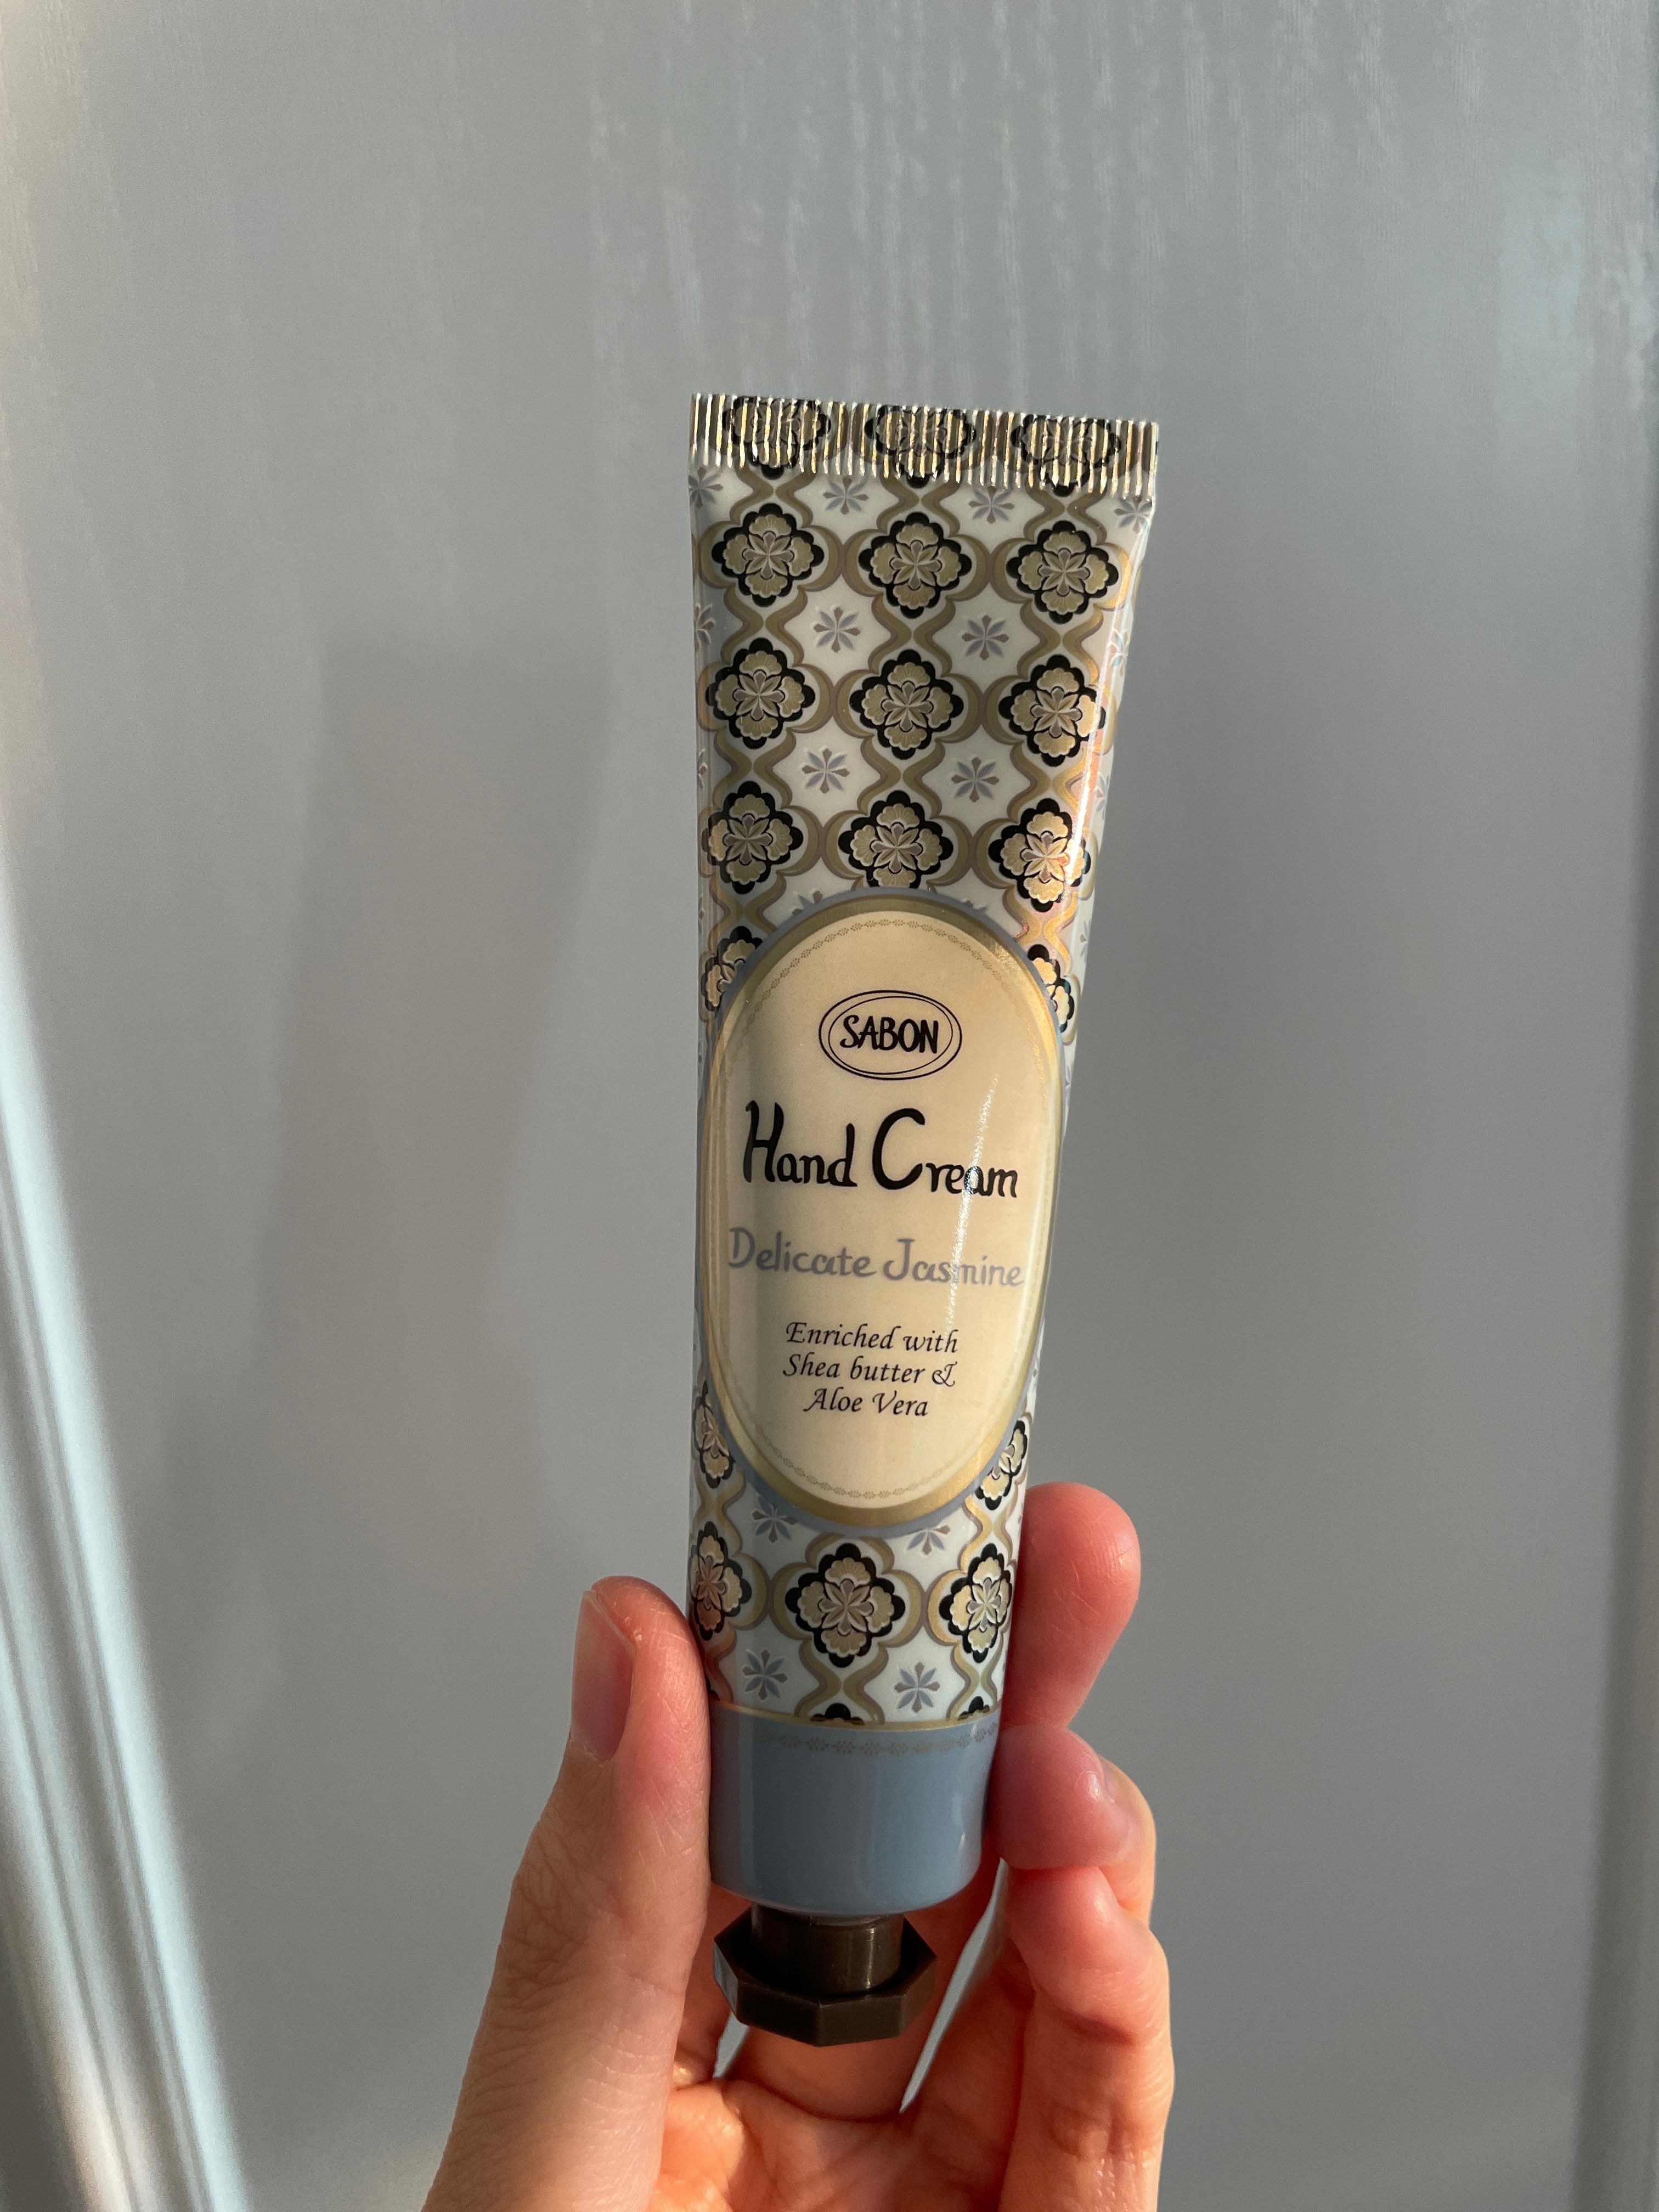 SABON
Hand Cream
Delicate Jasmine
Enriched with
Shea butter &
Aloe Vera